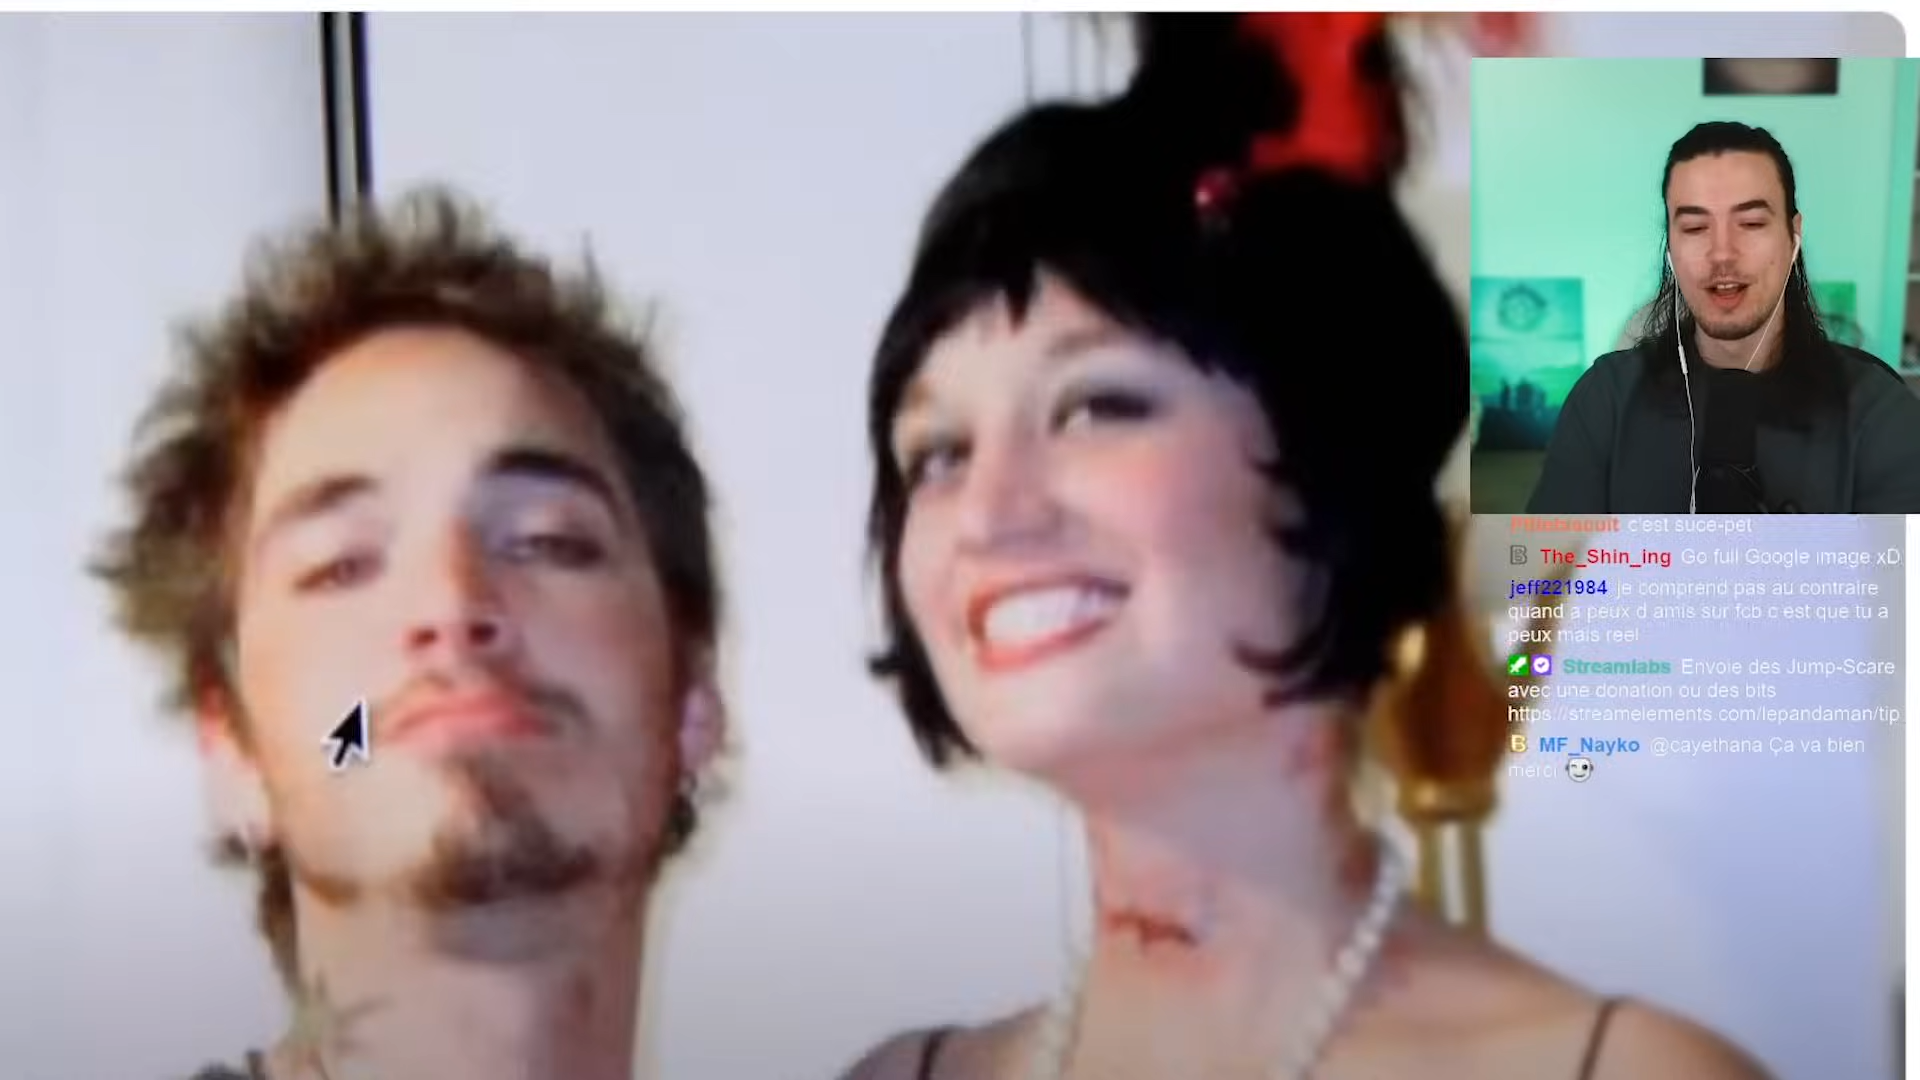 Ptitebiscuit c'est suce-pet
The_Shin_ing Go full Google image xD
jeff221984 je comprend pas au contraire
quand a peux d amis sur fcb c est que tu a
peux mais reel
Streamlabs Envoie des Jump-Scare
avec une donation ou des bits
https://streamelements.com/lepandaman/tip
MF_Nayko @cayethana Ça va bien
merci